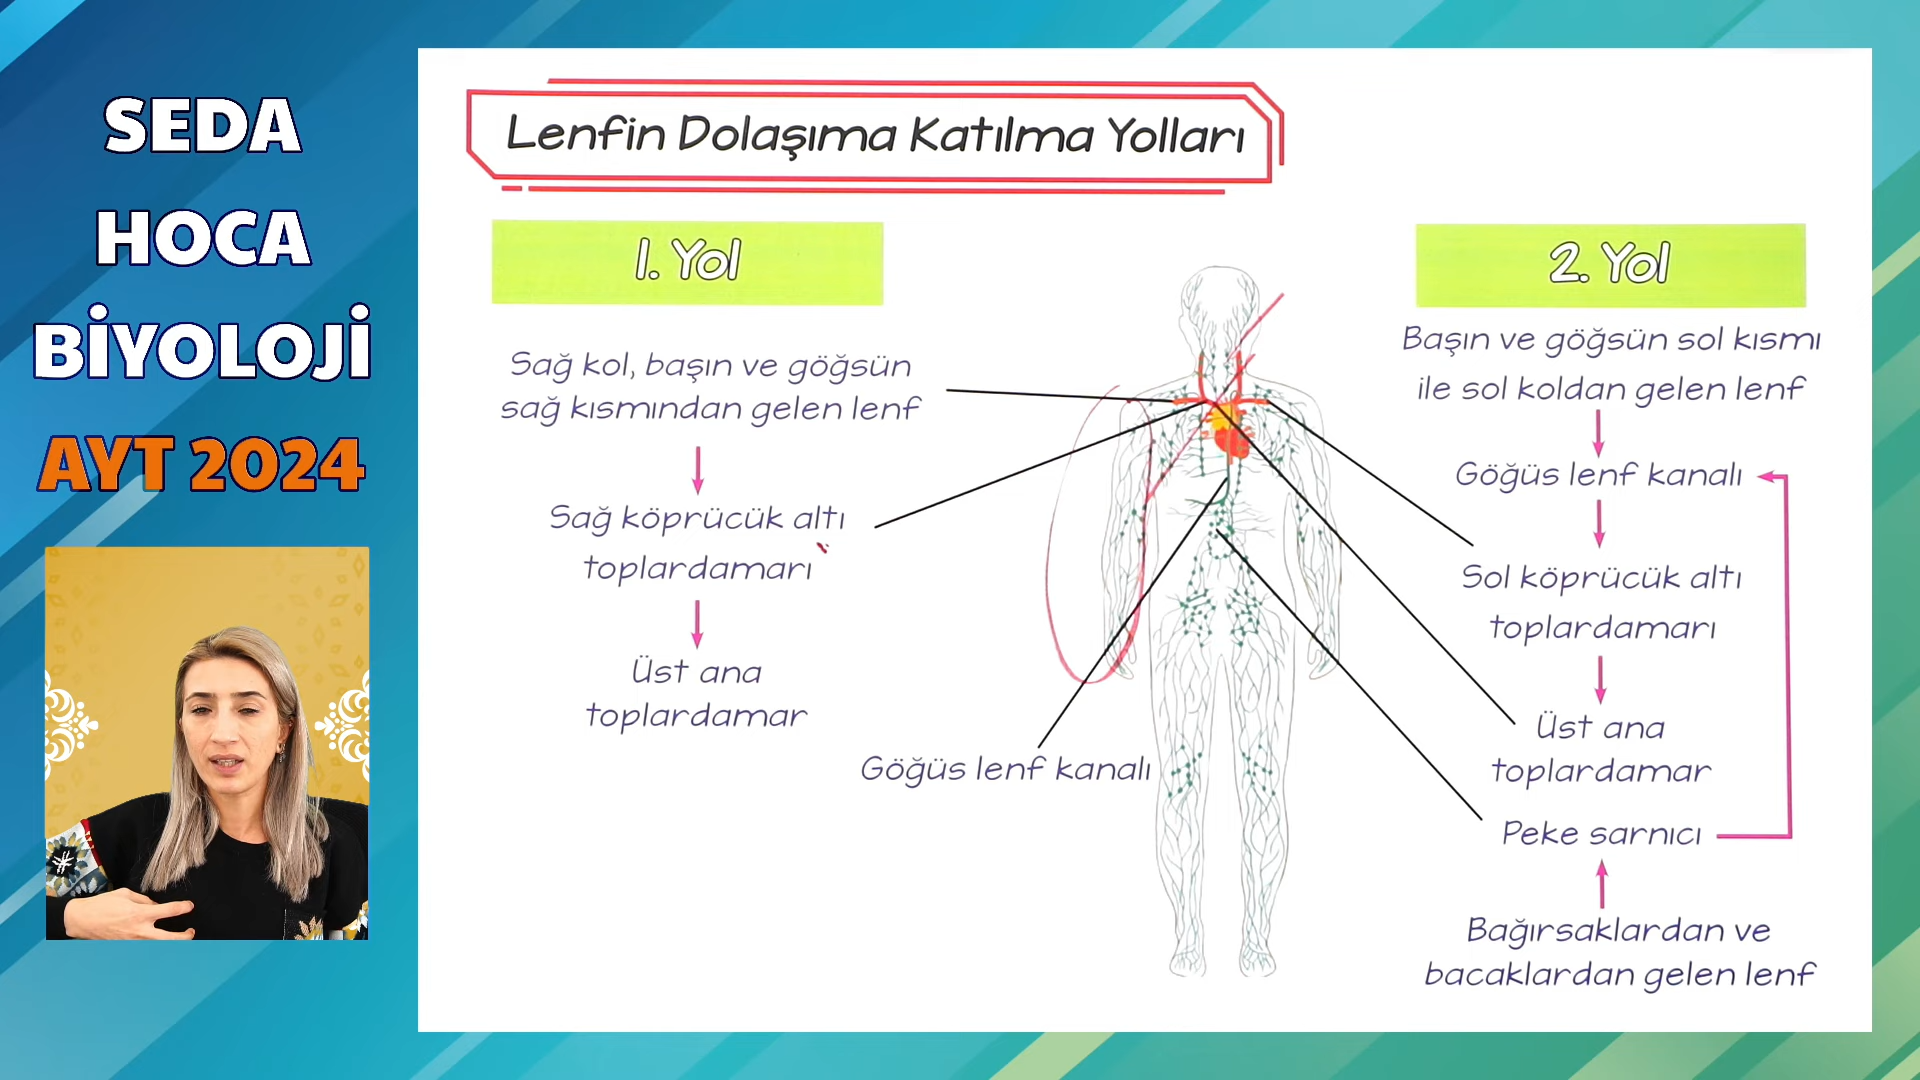 SEDA
HOCA
BİYOLOJİ
AYT 2024
Lenfin Dolaşıma Katılma Yolları
1. Yol
Sağ kol, başın ve göğsün
sağ kısmından gelen lenf
Sağ köprücük altı
toplardamarı
Üst ana
toplardamar
Göğüs lenf kanalı
2. Yol
Başın ve göğsün sol kısmı
ile sol koldan gelen lenf
Göğüs lenf kanalı
Sol köprücük altı
toplardamarı
Üst ana
toplardamar
Peke sarnıcı
Bağırsaklardan ve
bacaklardan gelen lenf